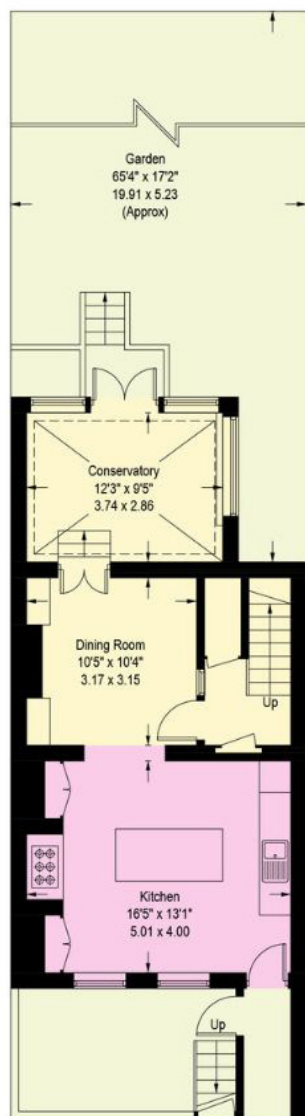 Garden
65'4" x 17'2"
19.91 x 5.23
(Approx)
Conservatory
12'3" x 9'5"
3.74 x 2.86
Dining Room
10'5" x 10'4"
3.17 x 3.15
Up
Kitchen
16'5" x 13'1"
5.01 x 4.00
Up